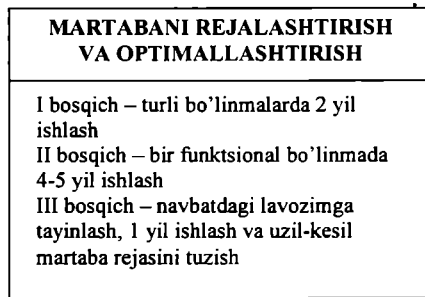 MARTABANI REJALASHTIRISH
VA OPTIMALLASHTIRISH
I bosqich – turli bo’linmalarda 2 yil
ishlash
II bosqich – bir funktsional bo’linmada
4-5 yil ishlash
III bosqich – navbatdagi lavozimga
tayinlash, 1 yil ishlash va uzil-kesil
martaba rejasini tuzish